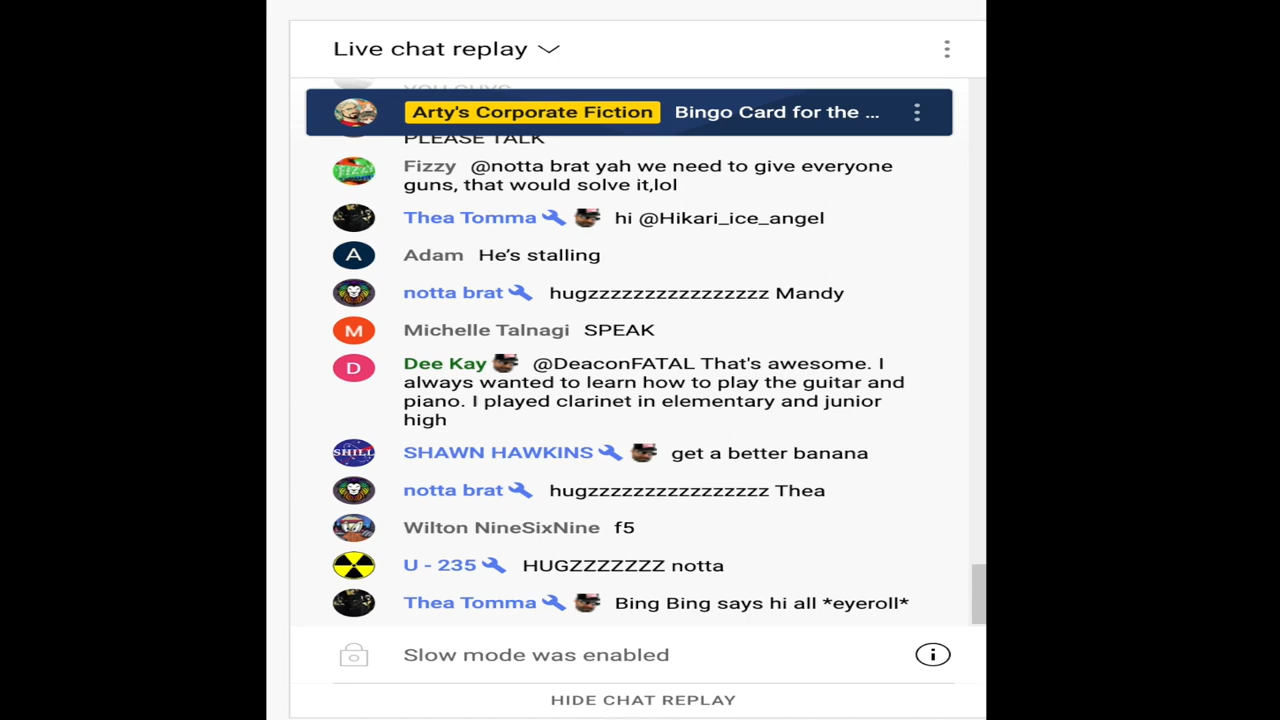 Live chat replay
YOU GUYS
Arty's Corporate Fiction Bingo Card for the ...
PLEASE TALK
Fizzy @notta brat yah we need to give everyone
guns, that would solve it,lol
Thea Tomma hi @Hikari_ice_angel
A Adam He's stalling
notta brat hugzzzzzzzzzzzzzzzz Mandy
M Michelle Talnagi SPEAK
D Dee Kay @DeaconFATAL That's awesome. I
always wanted to learn how to play the guitar and
piano. I played clarinet in elementary and junior
high
SHILL SHAWN HAWKINS get a better banana
notta brat hugzzzzzzzzzzzzzzzz Thea
Wilton NineSixNine f5
U - 235 HUGZZZZZZZ notta
Thea Tomma Bing Bing says hi all *eyeroll*
Slow mode was enabled
HIDE CHAT REPLAY